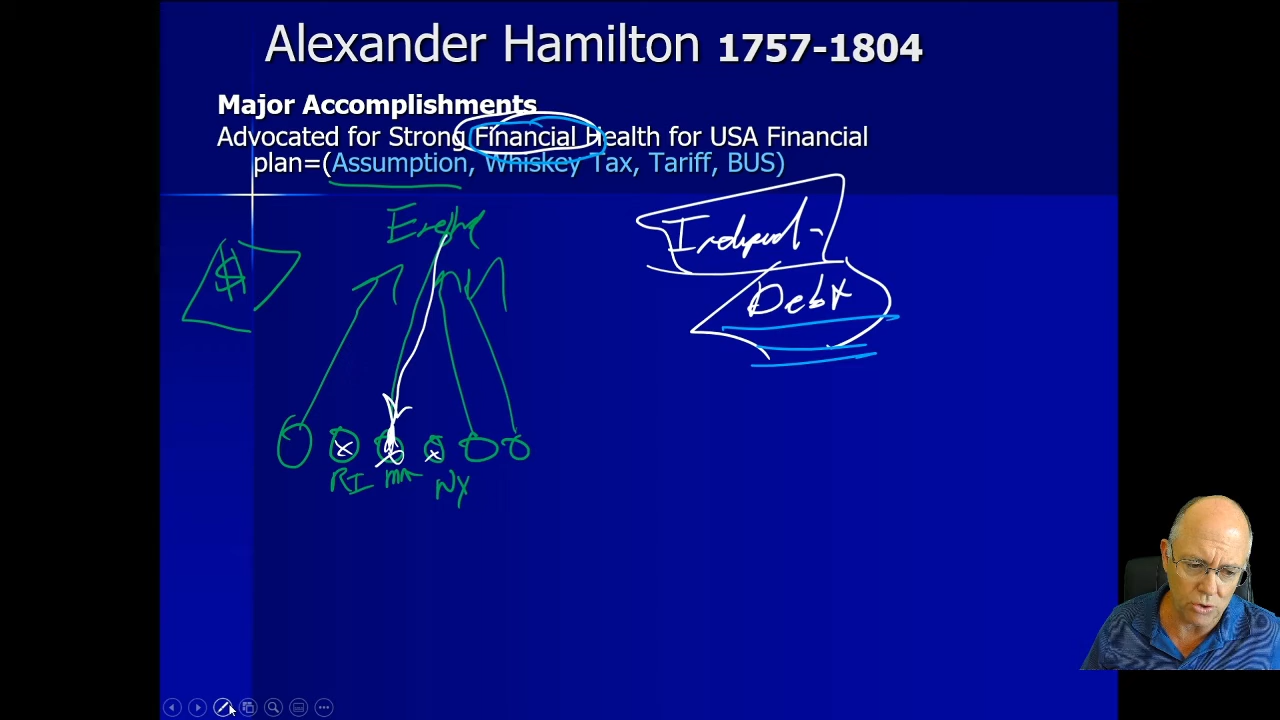 Alexander Hamilton 1757-1804
Major Accomplishments
Advocated for Strong Financial Health for USA Financial
plan=(Assumption, Whiskey Tax, Tariff, BUS)
$
Debt
RI MA NY